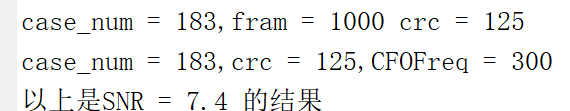 case_num = 183,fram = 1000 crc = 125
case_num = 183,crc = 125,CFOFreq = 300
以上是SNR = 7.4 的结果